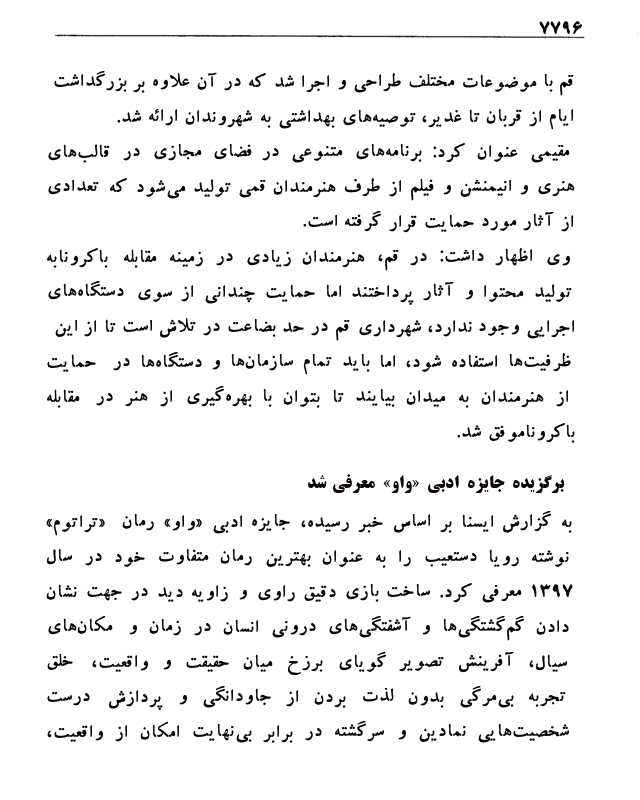 ۷۷۹۶
قم با موضوعات مختلف طراحی و اجرا شد که در آن علاوه بر بزرگداشت
ایام از قربان تا غدیر، توصیه‌های بهداشتی به شهروندان ارائه شد.
مقیمی عنوان کرد: برنامه‌های متنوعی در فضای مجازی در قالب‌های
هنری و انیمنشن و فیلم از طرف هنرمندان قمی تولید می‌شود که تعدادی
از آثار مورد حمایت قرار گرفته است.
وی اظهار داشت: در قم، هنرمندان زیادی در زمینه مقابله باکرونابه
تولید محتوا و آثار پرداختند اما حمایت چندانی از سوی دستگاه‌های
اجرایی وجود ندارد، شهرداری قم در حد بضاعت در تلاش است تا از این
ظرفیت‌ها استفاده شود، اما باید تمام سازمان‌ها و دستگاه‌ها در حمایت
از هنرمندان به میدان بیایند تا بتوان با بهره‌گیری از هنر در مقابله
باکروناموفق شد.
برگزیده جایزه ادبی «واو» معرفی شد
به گزارش ایسنا بر اساس خبر رسیده، جایزه ادبی «واو» رمان «تراتوم»
نوشته رویا دستغیب را به عنوان بهترین رمان متفاوت خود در سال
۱۳۹۷ معرفی کرد. ساخت بازی دقیق راوی و زاویه دید در جهت نشان
دادن گم‌گشتگی‌ها و آشفتگی‌های درونی انسان در زمان و مکان‌های
سیال، آفرینش تصویر گویای برزخ میان حقیقت و واقعیت، خلق
تجربه بی‌مرگی بدون لذت بردن از جاودانگی و پردازش درست
شخصیت‌هایی نمادین و سرگشته در برابر بی‌نهایت امکان از واقعیت،